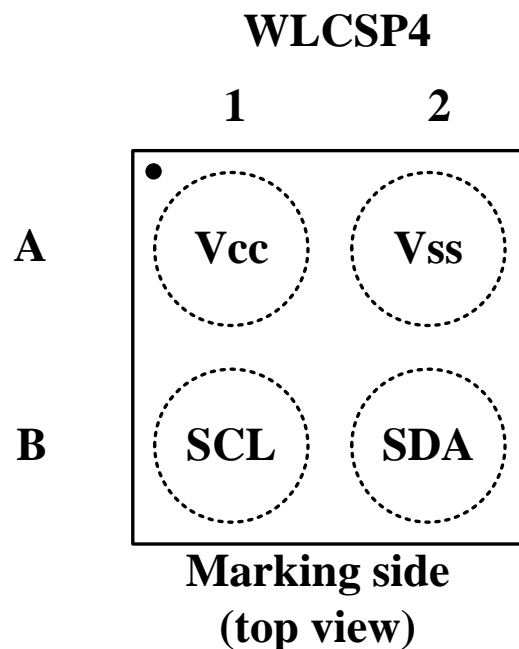 WLCSP4
1 2
A Vcc Vss
B SCL SDA
Marking side
(top view)